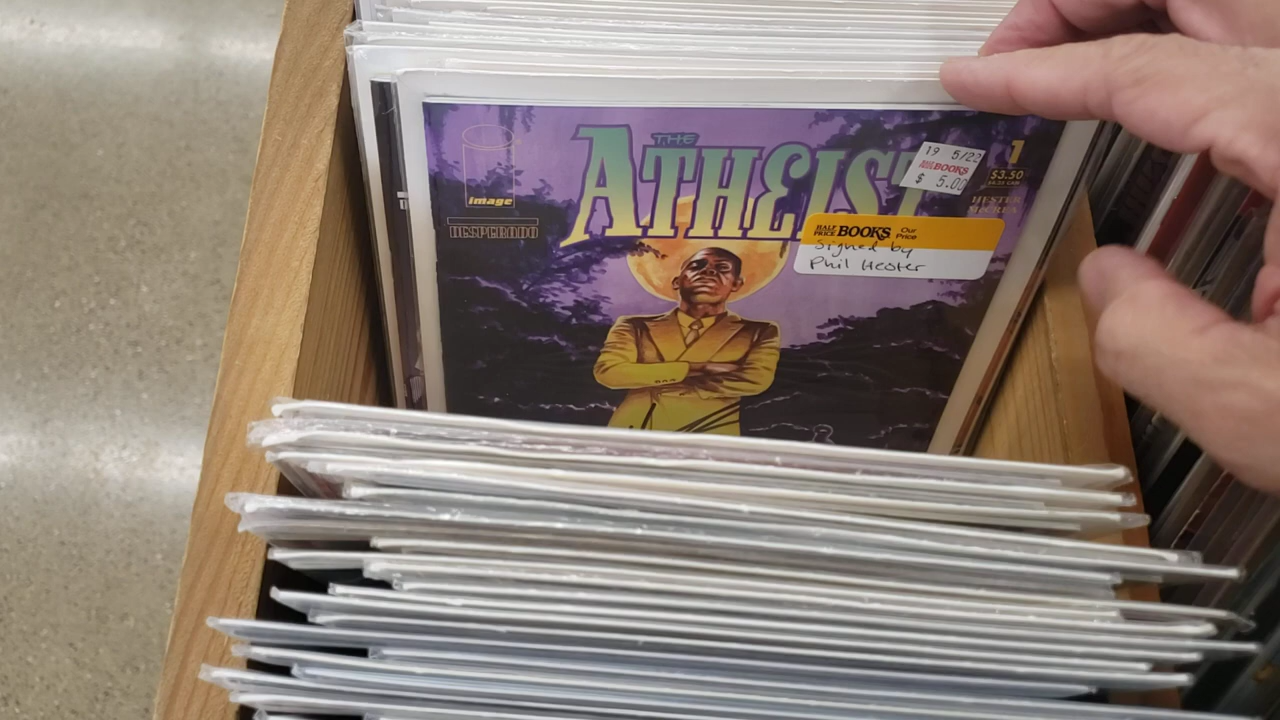 THE
ATHEIST
image
DESPERADO
1
$3.50
HESTER
McCREA
19 5/22
HALF PRICE BOOKS
$ 5.00
HALF PRICE BOOKS Our Price
Signed by
Phil Hester